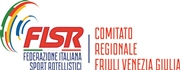 FISR
FEDERAZIONE ITALIANA
SPORT ROTELLISTICI
COMITATO
REGIONALE
FRIULI VENEZIA GIULIA